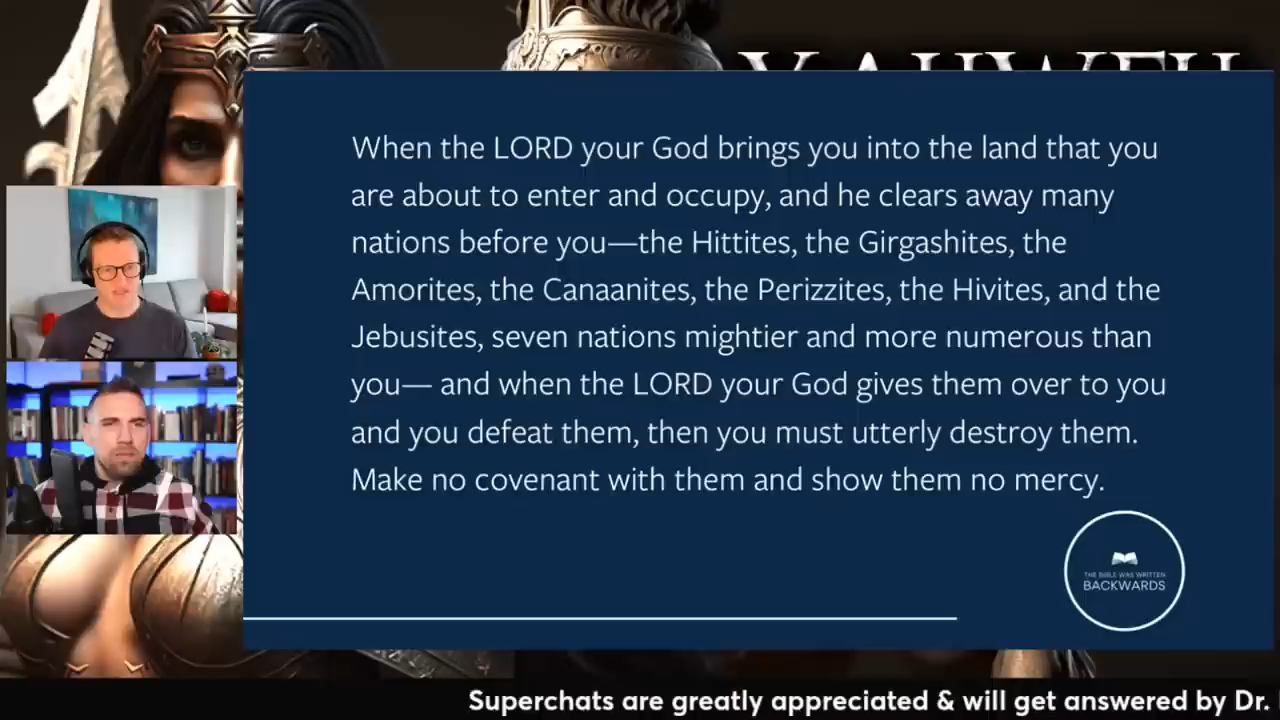 YAHWEH
When the LORD your God brings you into the land that you
are about to enter and occupy, and he clears away many
nations before you—the Hittites, the Girgashites, the
Amorites, the Canaanites, the Perizzites, the Hivites, and the
Jebusites, seven nations mightier and more numerous than
you— and when the LORD your God gives them over to you
and you defeat them, then you must utterly destroy them.
Make no covenant with them and show them no mercy.
THE BIBLE WAS WRITTEN
BACKWARDS
Superchats are greatly appreciated & will get answered by Dr.